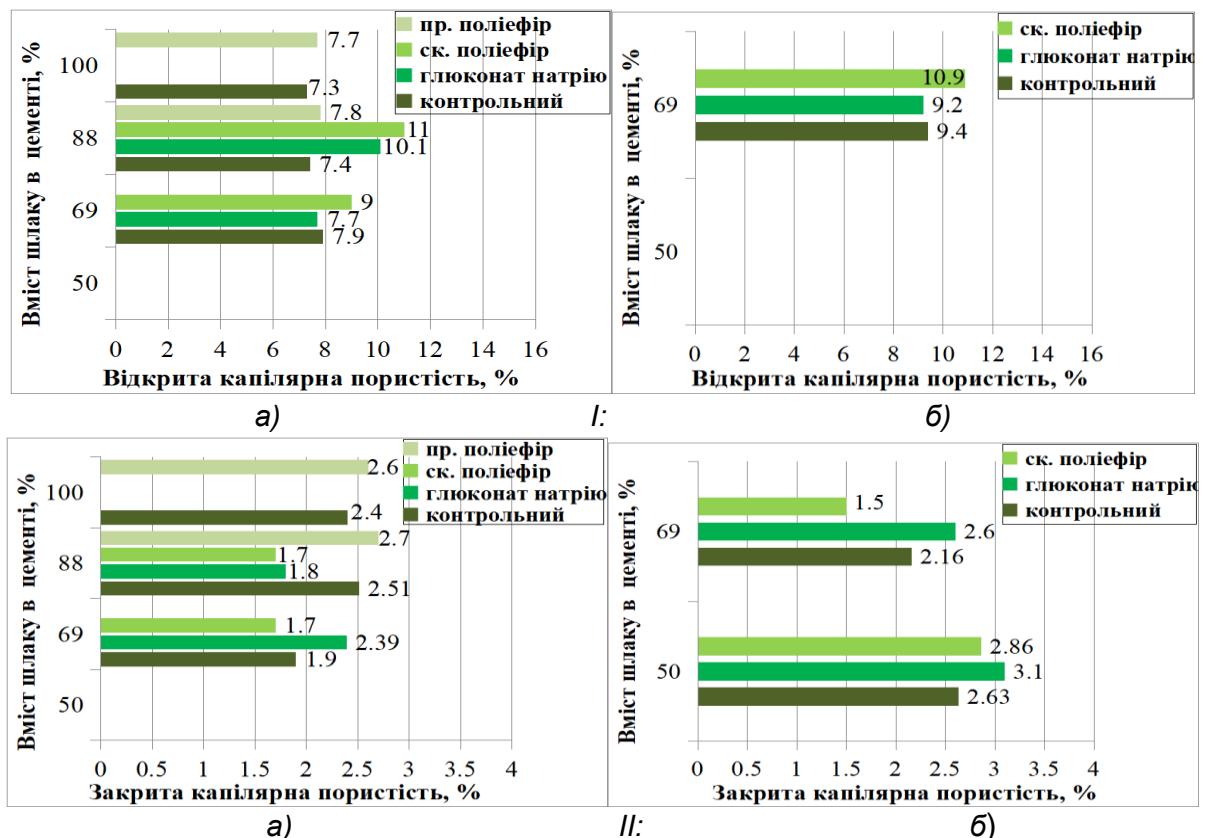 пр. поліефір
ск. поліефір
глюконат натрію
контрольний
Вміст шлаку в цементі, %
100
88
69
50
7.7
7.3
7.8
11
10.1
7.4
9
7.7
7.9
0 2 4 6 8 10 12 14 16
Відкрита капілярна пористість, %
ск. поліефір
глюконат натрію
контрольний
Вміст шлаку в цементі, %
69
50
10.9
9.2
9.4
0 2 4 6 8 10 12 14 16
Відкрита капілярна пористість, %
а) I: б)
пр. поліефір
ск. поліефір
глюконат натрію
контрольний
Вміст шлаку в цементі, %
100
88
69
50
2.6
2.4
2.7
1.7
1.8
2.51
1.7
2.39
1.9
0 0.5 1 1.5 2 2.5 3 3.5 4
Закрита капілярна пористість, %
ск. поліефір
глюконат натрію
контрольний
Вміст шлаку в цементі, %
69
50
1.5
2.6
2.16
2.86
3.1
2.63
0 0.5 1 1.5 2 2.5 3 3.5 4
Закрита капілярна пористість, %
а) II: б)